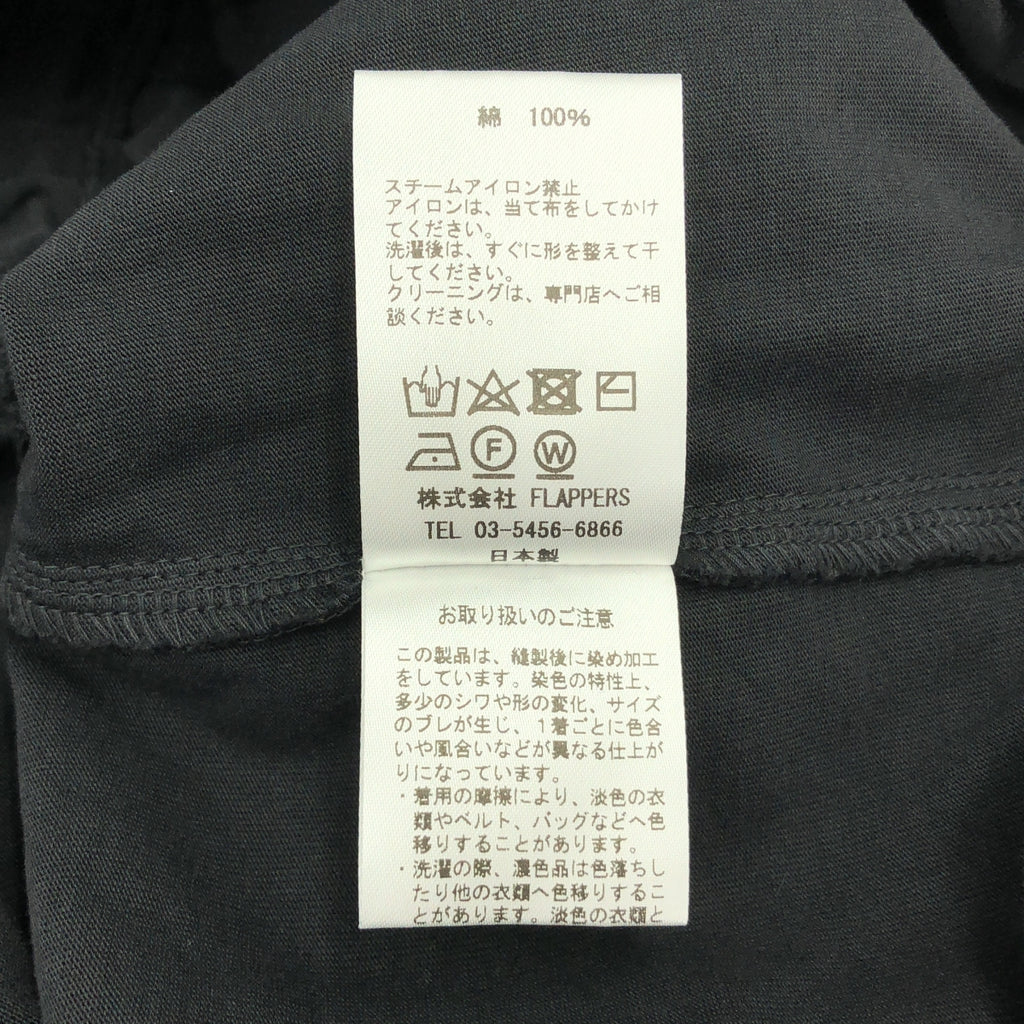 綿 100%
スチームアイロン禁止
アイロンは、当て布をしてかけ
てください。
洗濯後は、すぐに形を整えて干
してください。
クリーニングは、専門店へご相
談ください。
F W
株式会社 FLAPPERS
TEL 03-5456-6866
日本製
お取り扱いのご注意
この製品は、縫製後に染め加工
をしています。染色の特性上、
多少のシワや形の変化、サイズ
のブレが生じ、1着ごとに色合
いや風合いなどが異なる仕上が
りになっています。
・着用の摩擦により、淡色の衣
類やベルト、バッグなどへ色
移りすることがあります。
・洗濯の際、濃色品は色落ちし
たり他の衣類へ色移りするこ
とがあります。淡色の衣類と